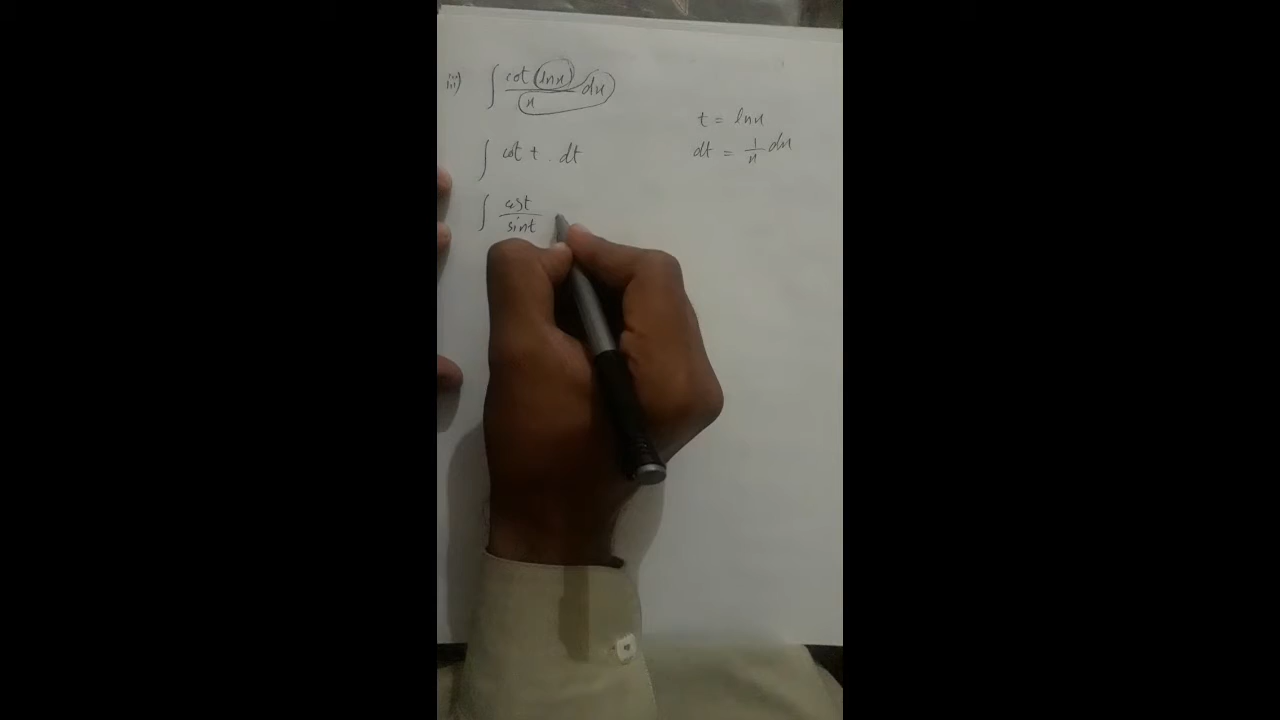 iii) ∫ cot (lnx) / x dx
t = lnx
∫ cot t . dt
dt = 1/x dx
∫ cost / sint